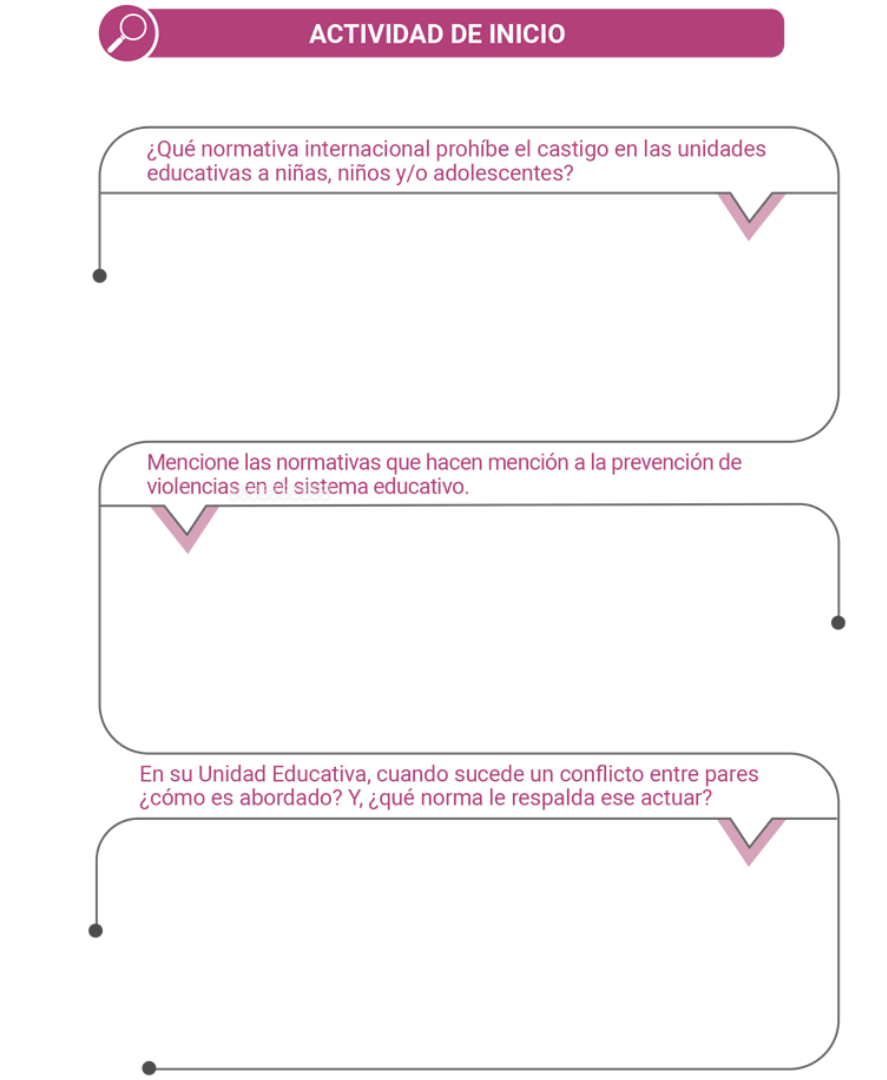 ACTIVIDAD DE INICIO
¿Qué normativa internacional prohíbe el castigo en las unidades
educativas a niñas, niños y/o adolescentes?
Mencione las normativas que hacen mención a la prevención de
violencias en el sistema educativo.
En su Unidad Educativa, cuando sucede un conflicto entre pares
¿cómo es abordado? Y, ¿qué norma le respalda ese actuar?